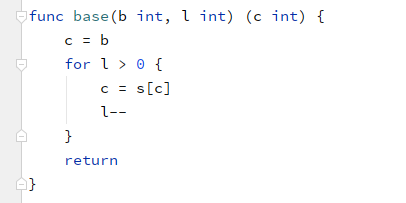 func base(b int, l int) (c int) {
    c = b
    for l > 0 {
        c = s[c]
        l--
    }
    return
}